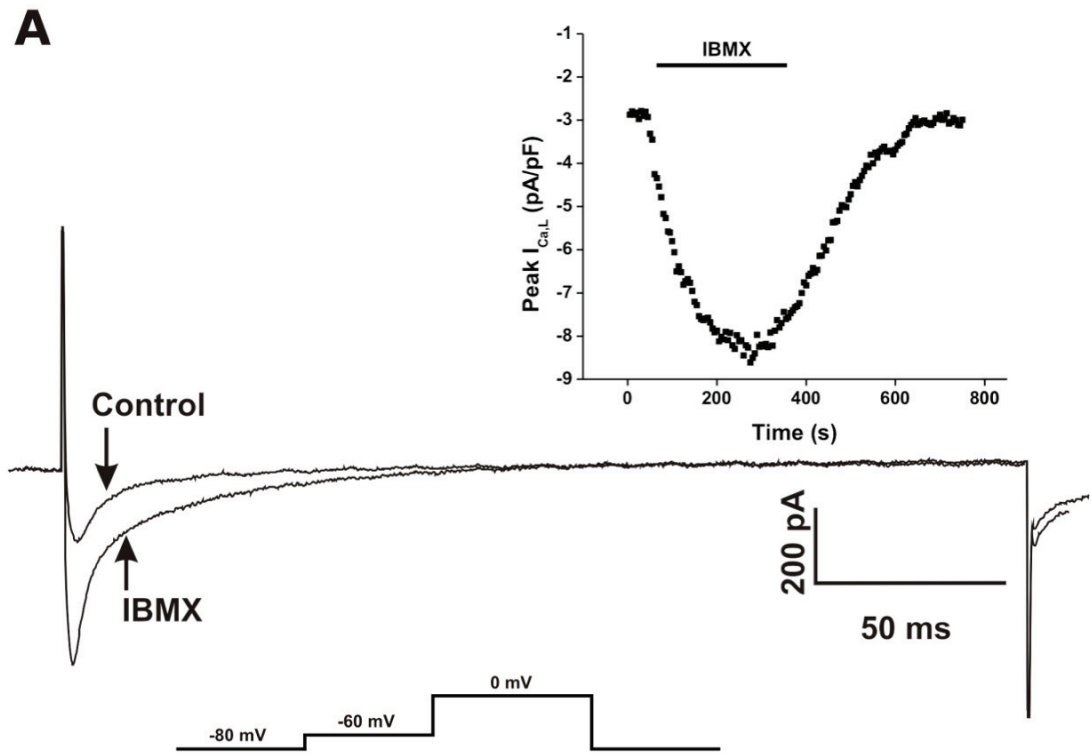 A
-1
IBMX
-2
-3
-4
-5
-6
-7
-8
-9
Peak I_Ca,L (pA/pF)
0
200
400
600
800
Time (s)
Control
IBMX
200 pA
50 ms
0 mV
-60 mV
-80 mV